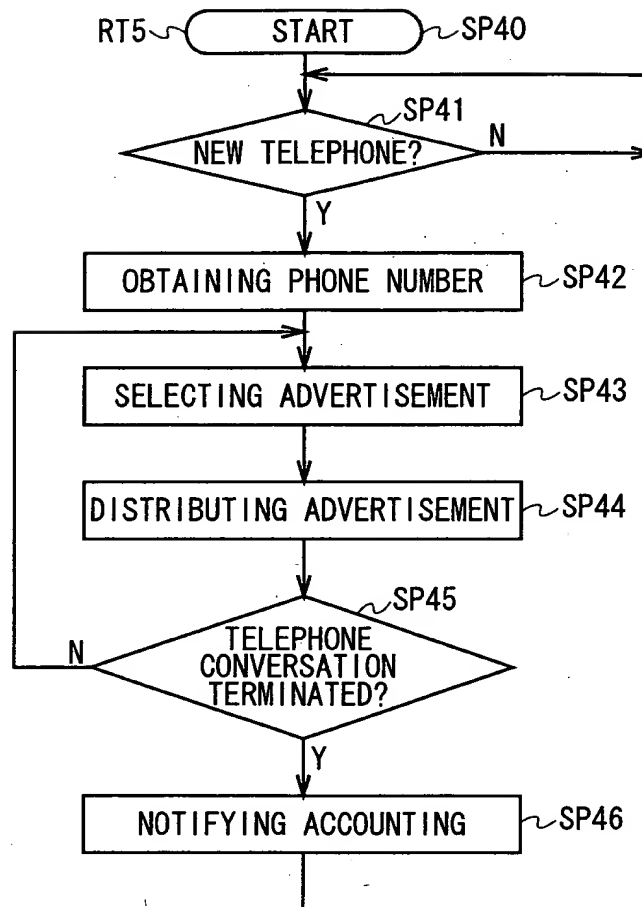 RT5 START SP40
SP41
NEW TELEPHONE? N
Y
OBTAINING PHONE NUMBER SP42
SELECTING ADVERTISEMENT SP43
DISTRIBUTING ADVERTISEMENT SP44
SP45
N TELEPHONE
CONVERSATION
TERMINATED?
Y
NOTIFYING ACCOUNTING SP46